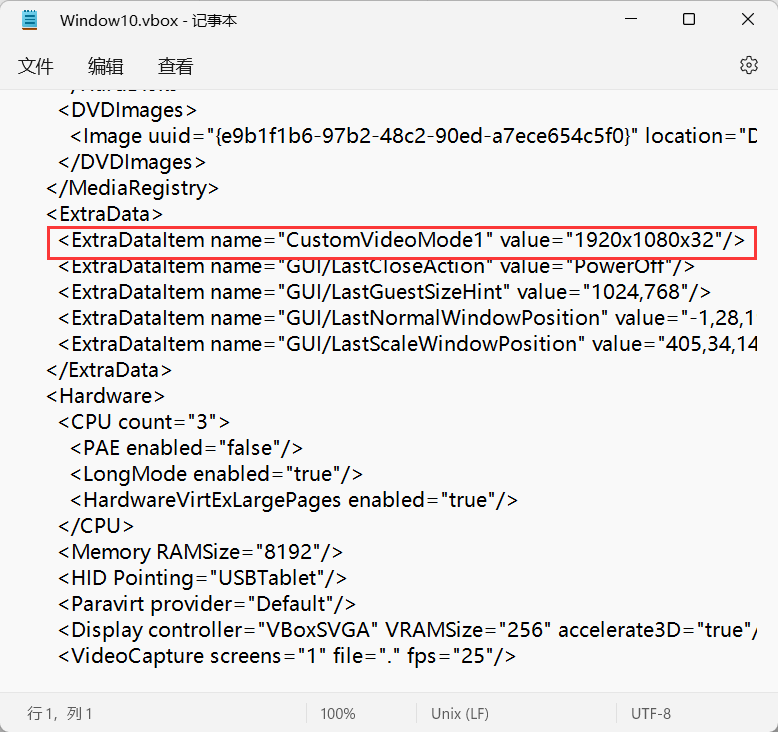 Window10.vbox - 记事本
文件 编辑 查看
<DVDImages>
<Image uuid="{e9b1f1b6-97b2-48c2-90ed-a7ece654c5f0}" location="D
</DVDImages>
</MediaRegistry>
<ExtraData>
<ExtraDataItem name="CustomVideoMode1" value="1920x1080x32"/>
<ExtraDataItem name="GUI/LastCloseAction" value="PowerOff"/>
<ExtraDataItem name="GUI/LastGuestSizeHint" value="1024,768"/>
<ExtraDataItem name="GUI/LastNormalWindowPosition" value="-1,28,1
<ExtraDataItem name="GUI/LastScaleWindowPosition" value="405,34,14
</ExtraData>
<Hardware>
<CPU count="3">
<PAE enabled="false"/>
<LongMode enabled="true"/>
<HardwareVirtExLargePages enabled="true"/>
</CPU>
<Memory RAMSize="8192"/>
<HID Pointing="USBTablet"/>
<Paravirt provider="Default"/>
<Display controller="VBoxSVGA" VRAMSize="256" accelerate3D="true"/
<VideoCapture screens="1" file="." fps="25"/>
行 1，列 1 100% Unix (LF) UTF-8